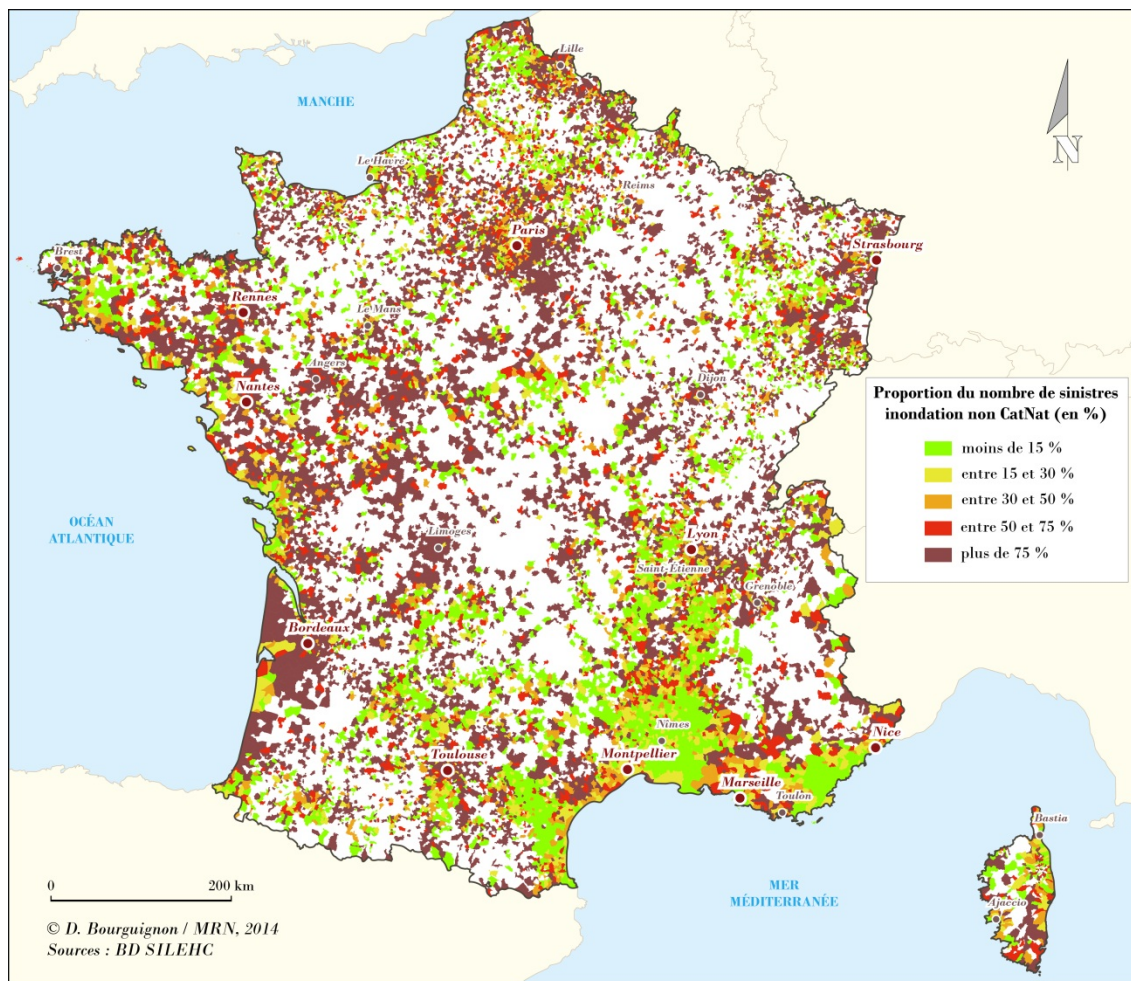 Lille
MANCHE
N
Le Havre
Reims
Paris
Strasbourg
Brest
Rennes
Le Mans
Angers
Dijon
Nantes
Proportion du nombre de sinistres
inondation non CatNat (en %)
moins de 15 %
entre 15 et 30 %
entre 30 et 50 %
entre 50 et 75 %
plus de 75 %
OCÉAN
ATLANTIQUE
Limoges
Lyon
Saint-Étienne
Grenoble
Bordeaux
Nîmes
Nice
Toulouse
Montpellier
Marseille
Toulon
Bastia
0 200 km
MER
MÉDITERRANÉE
Ajaccio
© D. Bourguignon / MRN, 2014
Sources : BD SILEHC